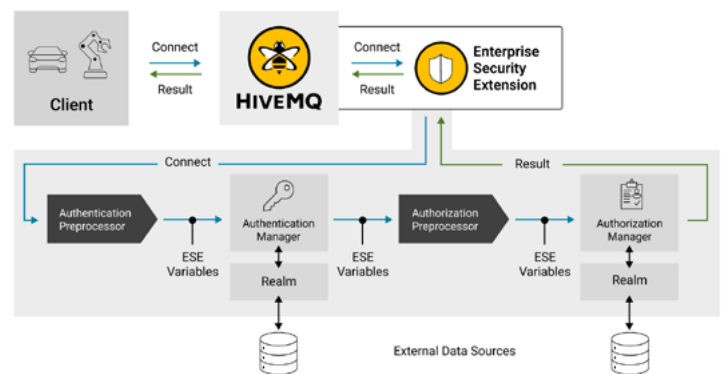 Connect
Connect
Enterprise
Security
Extension
Result
Result
Client
HIVEMQ
Connect
Result
Authentication
Preprocessor
Authentication
Manager
Authorization
Preprocessor
Authorization
Manager
ESE
Variables
ESE
Variables
ESE
Variables
Realm
Realm
External Data Sources